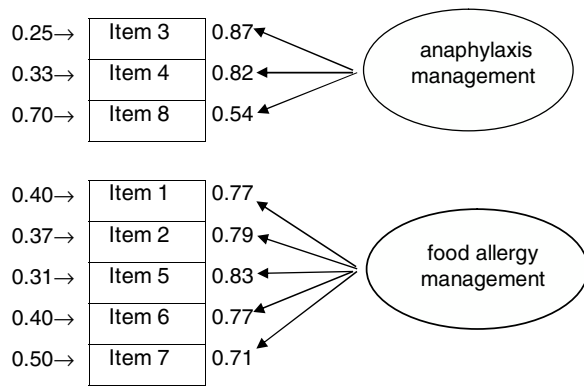 0.25→ Item 3 0.87
0.33→ Item 4 0.82
0.70→ Item 8 0.54
anaphylaxis
management
0.40→ Item 1 0.77
0.37→ Item 2 0.79
0.31→ Item 5 0.83
0.40→ Item 6 0.77
0.50→ Item 7 0.71
food allergy
management